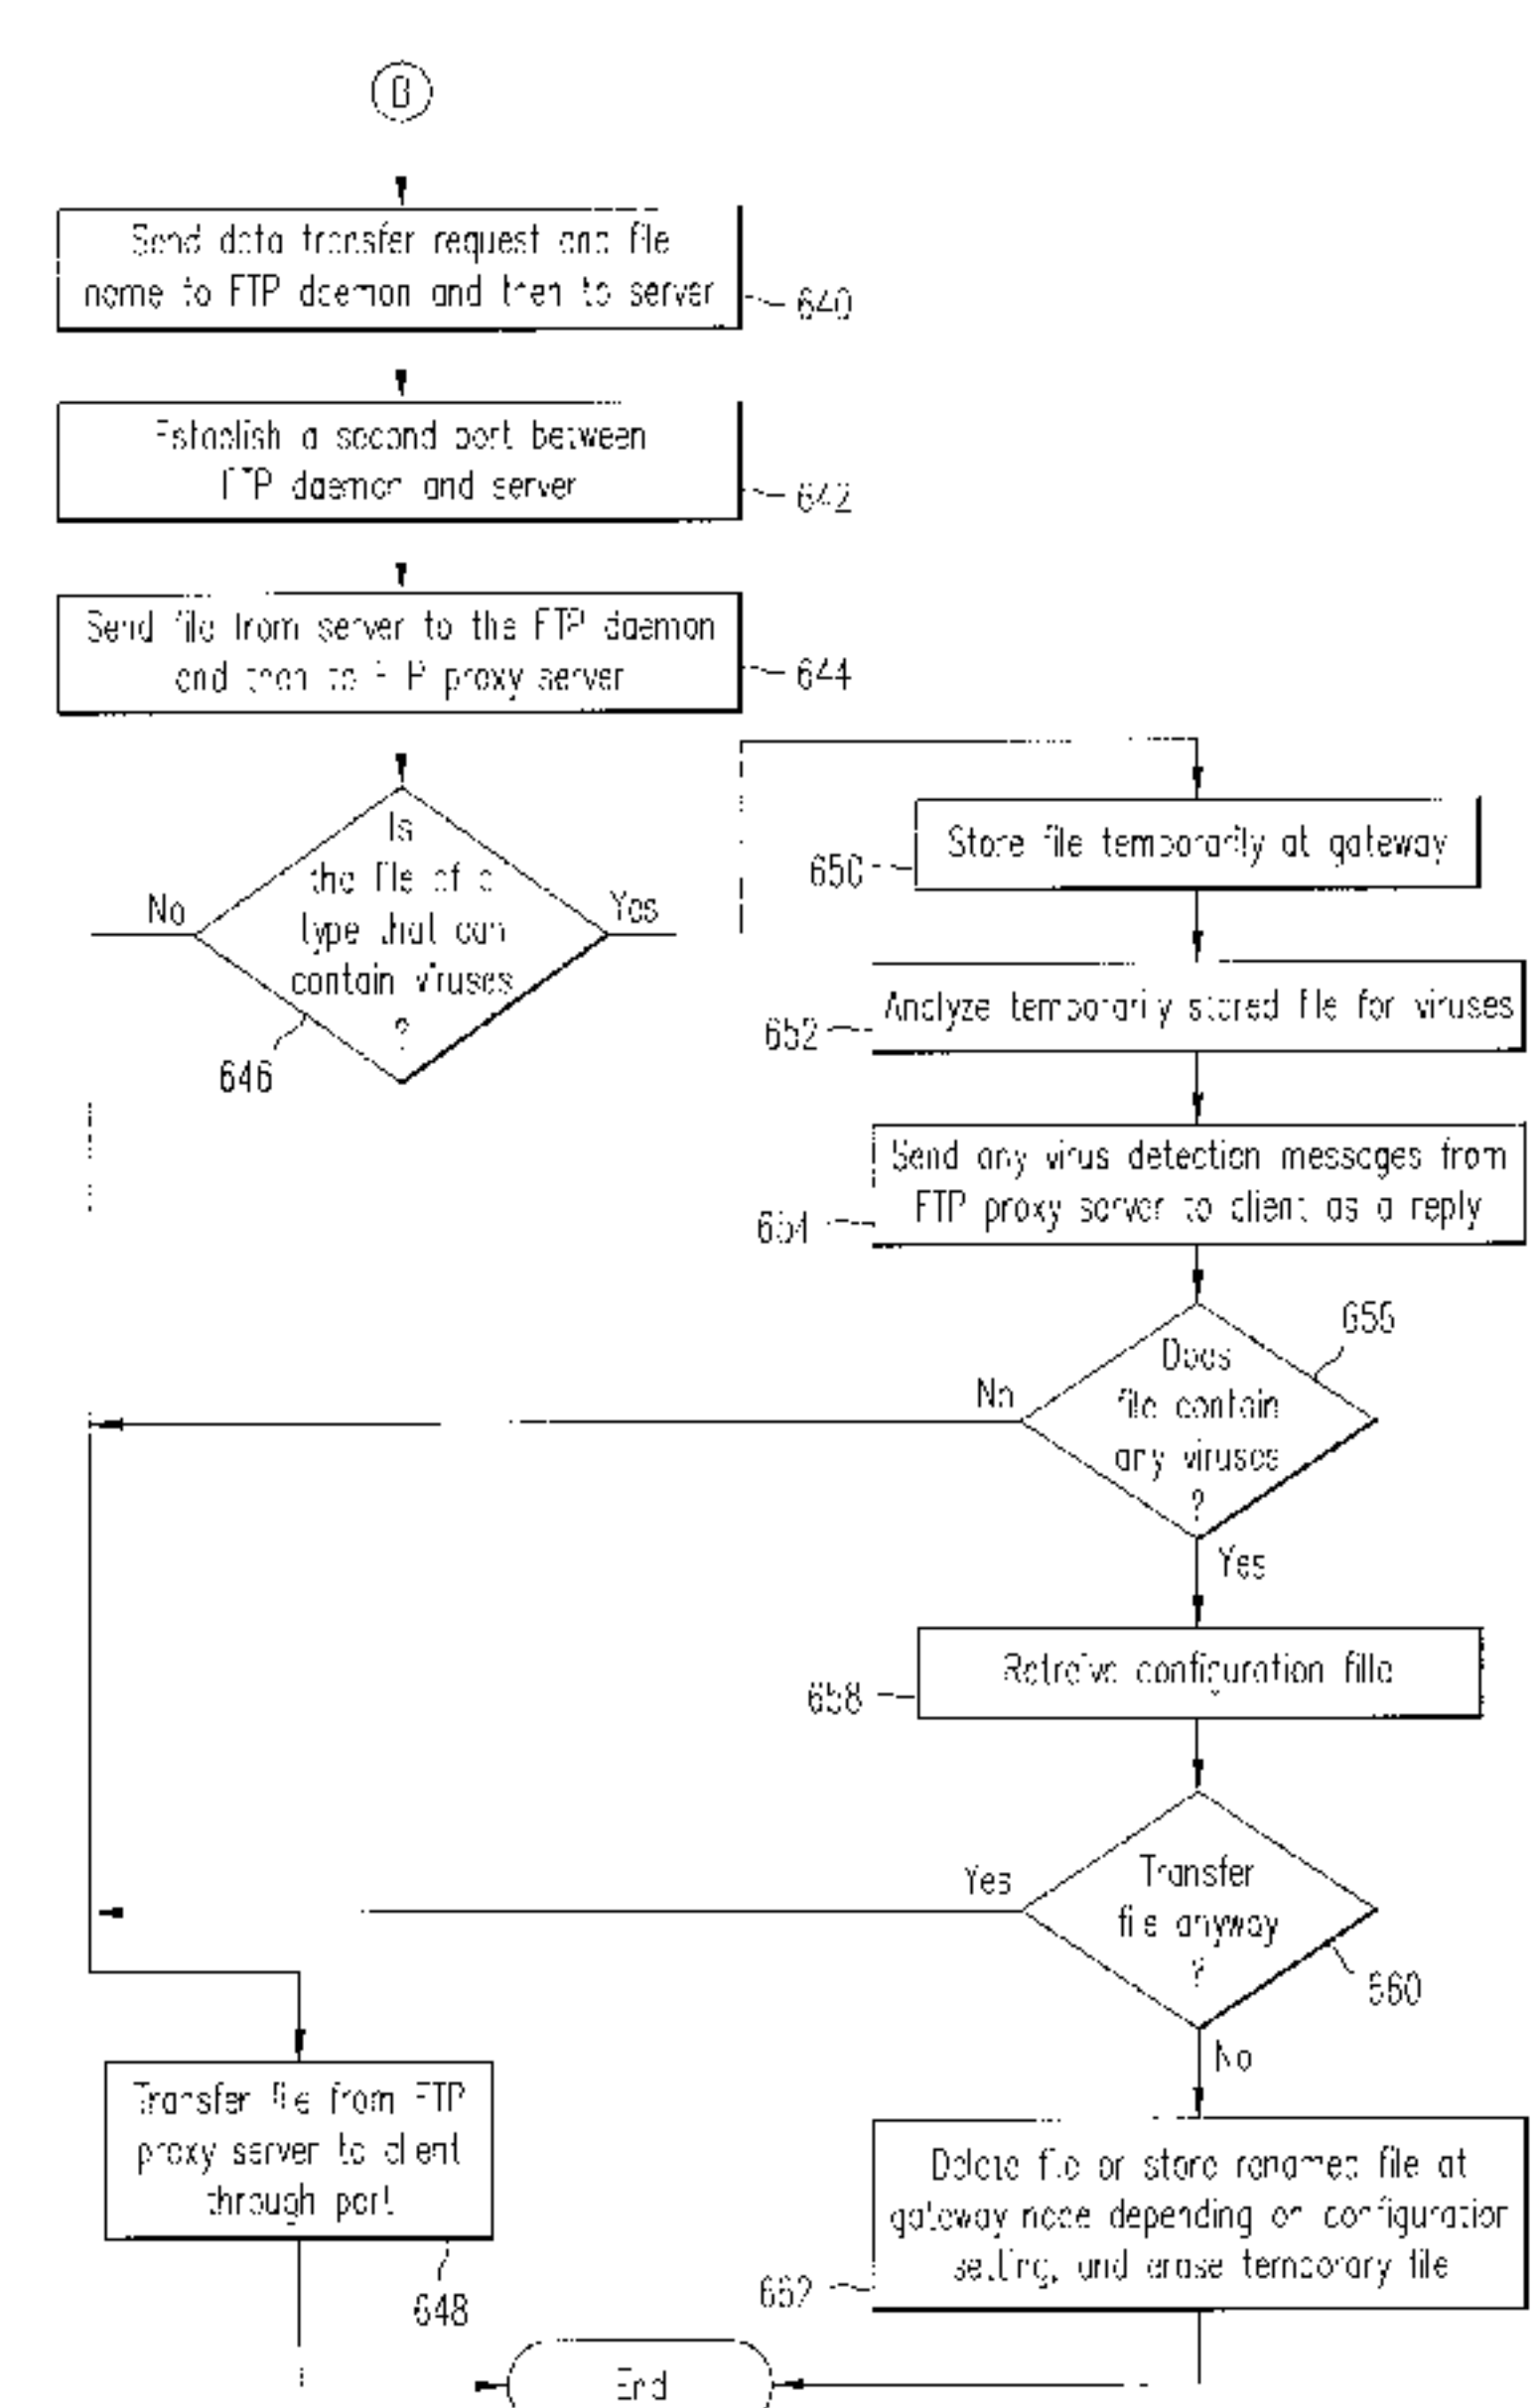 B
Send data transfer request and file
name to FTP daemon and then to server
640
Establish a second port between
FTP daemon and server
642
Send file from server to the FTP daemon
and then to FTP proxy server
644
Is
the file of a
type that can
contain viruses
?
No
Yes
646
Store file temporarily at gateway
650
Analyze temporarily stored file for viruses
652
Send any virus detection messages from
FTP proxy server to client as a reply
654
Does
file contain
any viruses
?
656
No
Yes
Retreive configuration fille
658
Transfer
file anyway
?
Yes
660
No
Transfer file from FTP
proxy server to client
through port
648
Delete file or store renamed file at
gateway node depending on configuration
setting, and erase temporary file
662
End